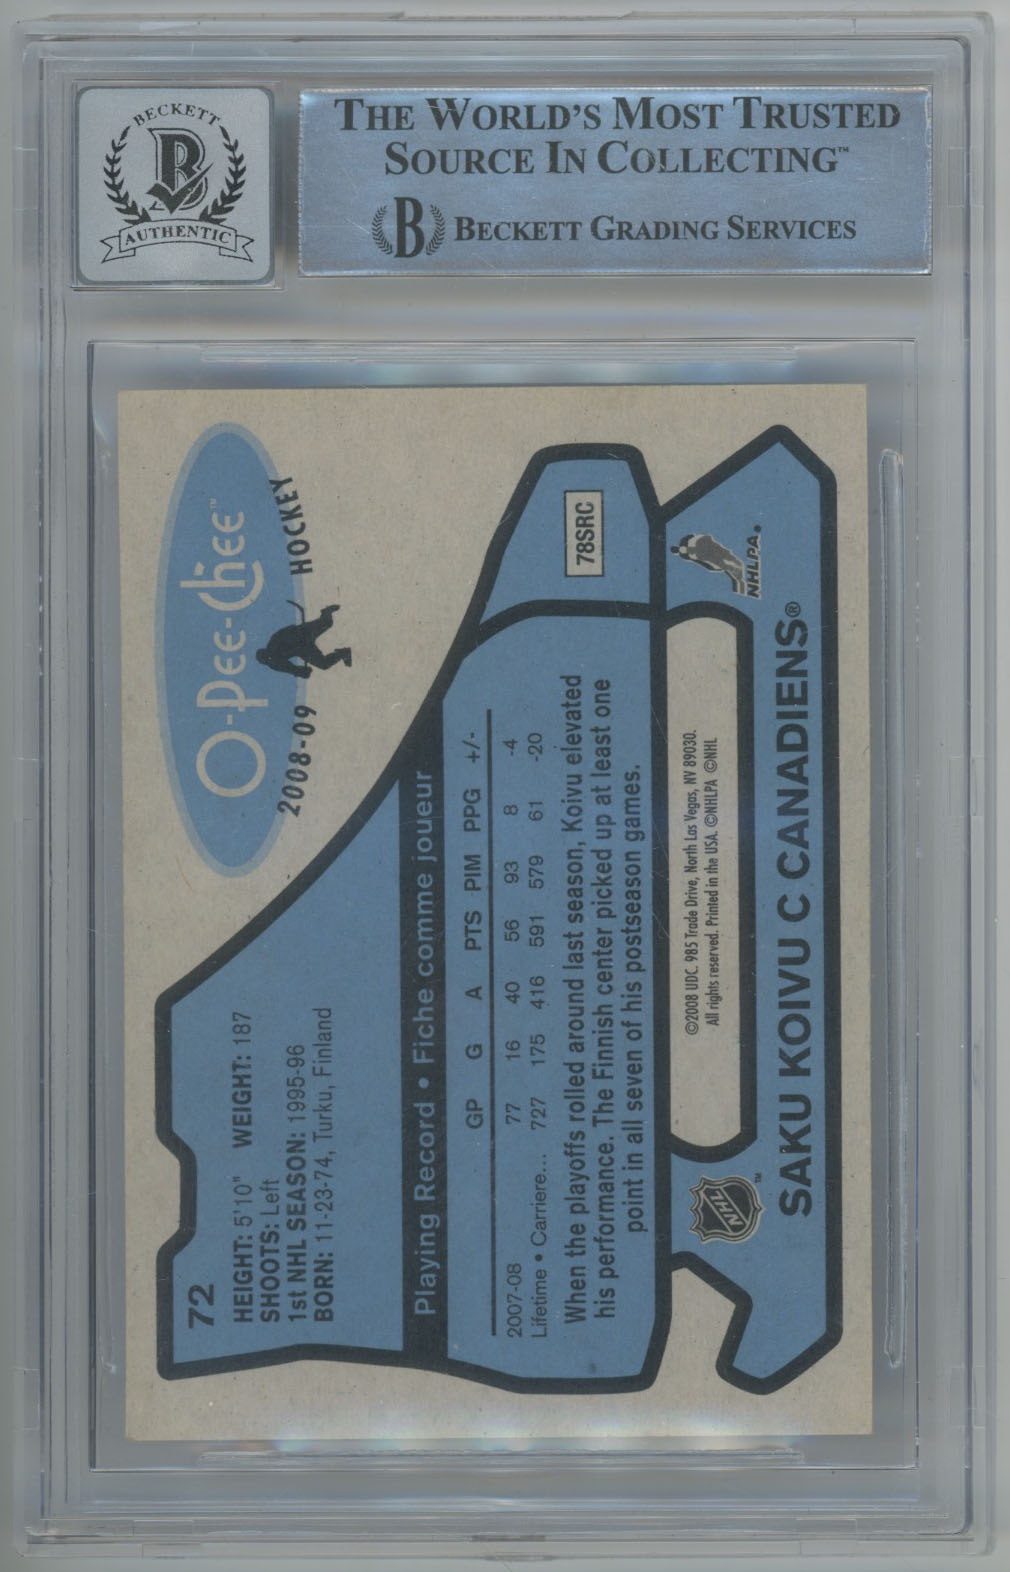 BECKETT
B
AUTHENTIC
THE WORLD'S MOST TRUSTED
SOURCE IN COLLECTING™
B BECKETT GRADING SERVICES
O-Pee-Chee™
2008-09 HOCKEY
72
HEIGHT: 5'10" WEIGHT: 187
SHOOTS: Left
1st NHL SEASON: 1995-96
BORN: 11-23-74, Turku, Finland
Playing Record • Fiche comme joueur
GP G A PTS PIM PPG +/-
2007-08 77 16 40 56 93 8 -4
Lifetime • Carriere... 727 175 416 591 579 61 -20
When the playoffs rolled around last season, Koivu elevated
his performance. The Finnish center picked up at least one
point in all seven of his postseason games.
78SRC
©2008 UDC. 985 Trade Drive, North Las Vegas, NV 89030.
All rights reserved. Printed in the USA. ©NHLPA ©NHL
NHL™
NHLPA.
SAKU KOIVU C CANADIENS®